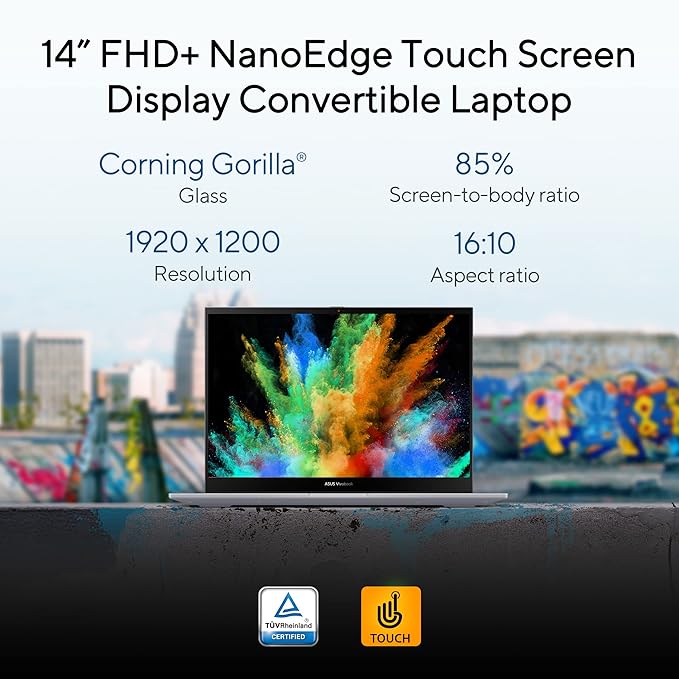 14” FHD+ NanoEdge Touch Screen
Display Convertible Laptop
Corning Gorilla®
Glass
85%
Screen-to-body ratio
1920 x 1200
Resolution
16:10
Aspect ratio
ASUS Vivobook
TÜVRheinland
CERTIFIED
TOUCH